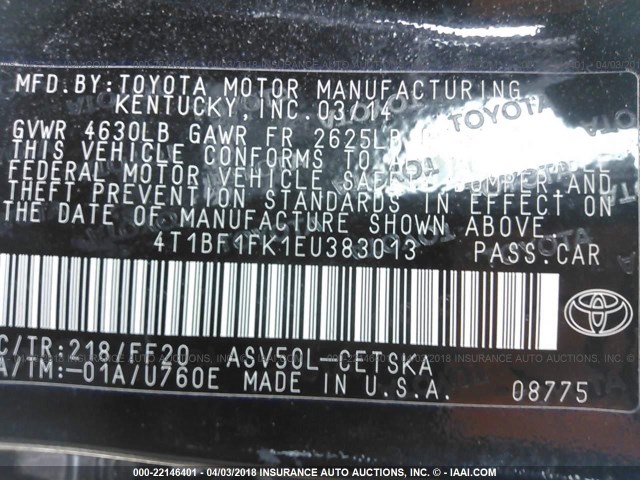 MFD.BY:TOYOTA MOTOR MANUFACTURING
KENTUCKY,INC. 03/14
GVWR 4630LB GAWR FR 2625LB
THIS VEHICLE CONFORMS TO
FEDERAL MOTOR VEHICLE AND
THEFT PREVENTION STANDARDS IN EFFECT ON
THE DATE OF MANUFACTURE SHOWN ABOVE
4T1BF1FK1EU383013 PASS.CAR
C/TR:218/FF20 ASV50L-CETSKA
A/TM:-01A/U760E MADE IN U.S.A. 08775
TOYOTA
000-22146401 - 04/03/2018 INSURANCE AUTO AUCTIONS, INC. - © - IAAI.COM